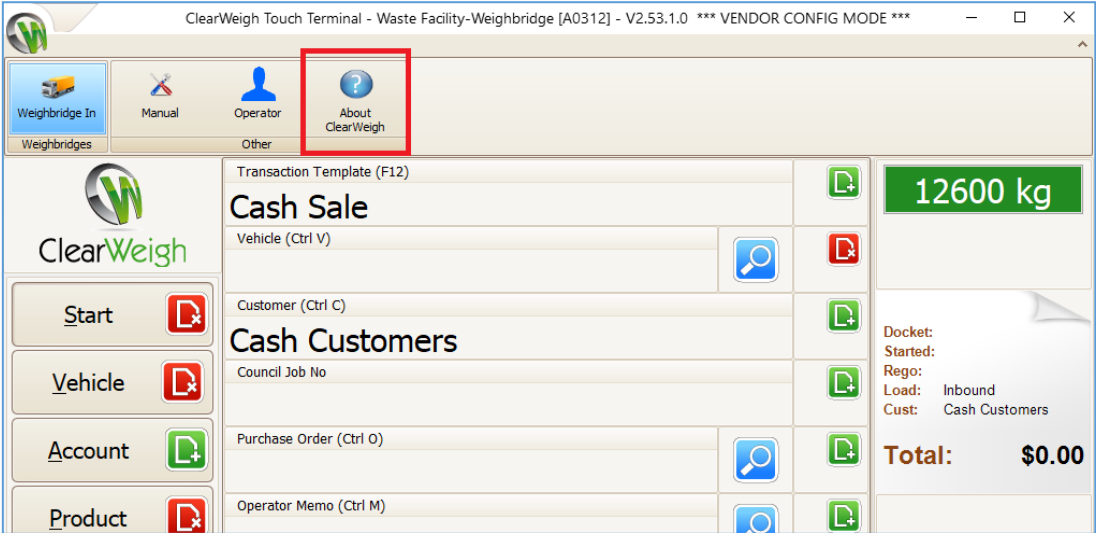 ClearWeigh Touch Terminal - Waste Facility-Weighbridge [A0312] - V2.53.1.0 *** VENDOR CONFIG MODE ***
Weighbridge In
Manual
Operator
About
ClearWeigh
Weighbridges
Other
ClearWeigh
Start
Vehicle
Account
Product
Transaction Template (F12)
Cash Sale
Vehicle (Ctrl V)
Customer (Ctrl C)
Cash Customers
Council Job No
Purchase Order (Ctrl O)
Operator Memo (Ctrl M)
12600 kg
Docket:
Started:
Rego:
Load: Inbound
Cust: Cash Customers
Total: $0.00